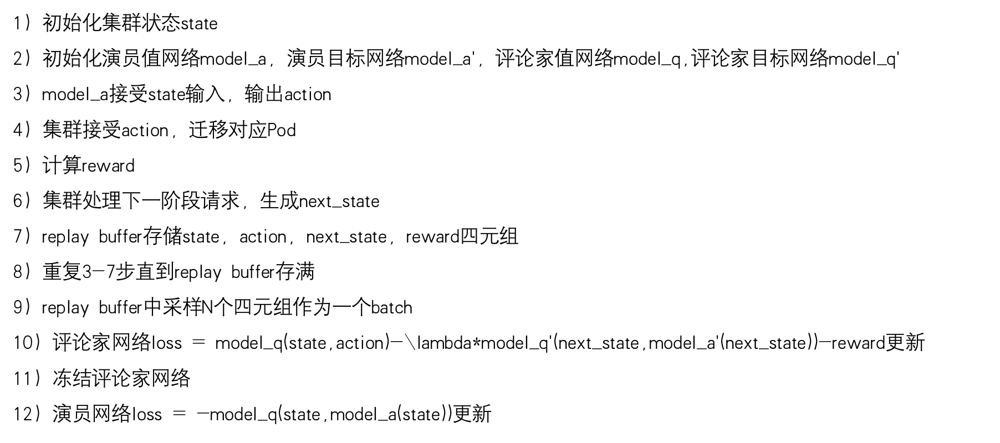 1）初始化集群状态state
2）初始化演员值网络model_a，演员目标网络model_a'，评论家值网络model_q,评论家目标网络model_q'
3）model_a接受state输入，输出action
4）集群接受action，迁移对应Pod
5）计算reward
6）集群处理下一阶段请求，生成next_state
7）replay buffer存储state，action，next_state，reward四元组
8）重复3-7步直到replay buffer存满
9）replay buffer中采样N个四元组作为一个batch
10）评论家网络loss = model_q(state,action)-\lambda*model_q'(next_state,model_a'(next_state))-reward更新
11）冻结评论家网络
12）演员网络loss = -model_q(state,model_a(state))更新